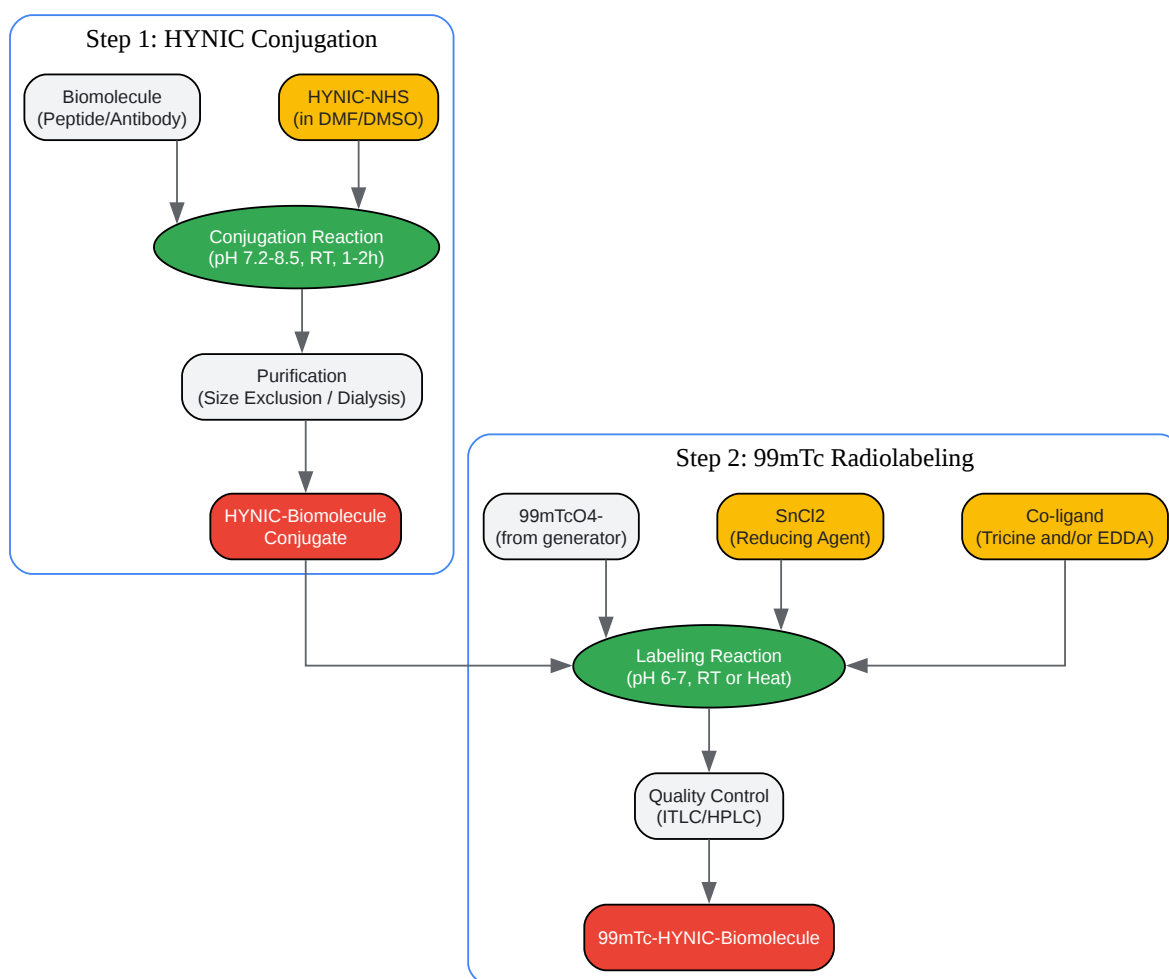 Step 1: HYNIC Conjugation
Biomolecule
(Peptide/Antibody)
HYNIC-NHS
(in DMF/DMSO)
Conjugation Reaction
(pH 7.2-8.5, RT, 1-2h)
Purification
(Size Exclusion / Dialysis)
HYNIC-Biomolecule
Conjugate
Step 2: 99mTc Radiolabeling
99mTcO4-
(from generator)
SnCl2
(Reducing Agent)
Co-ligand
(Tricine and/or EDDA)
Labeling Reaction
(pH 6-7, RT or Heat)
Quality Control
(ITLC/HPLC)
99mTc-HYNIC-Biomolecule